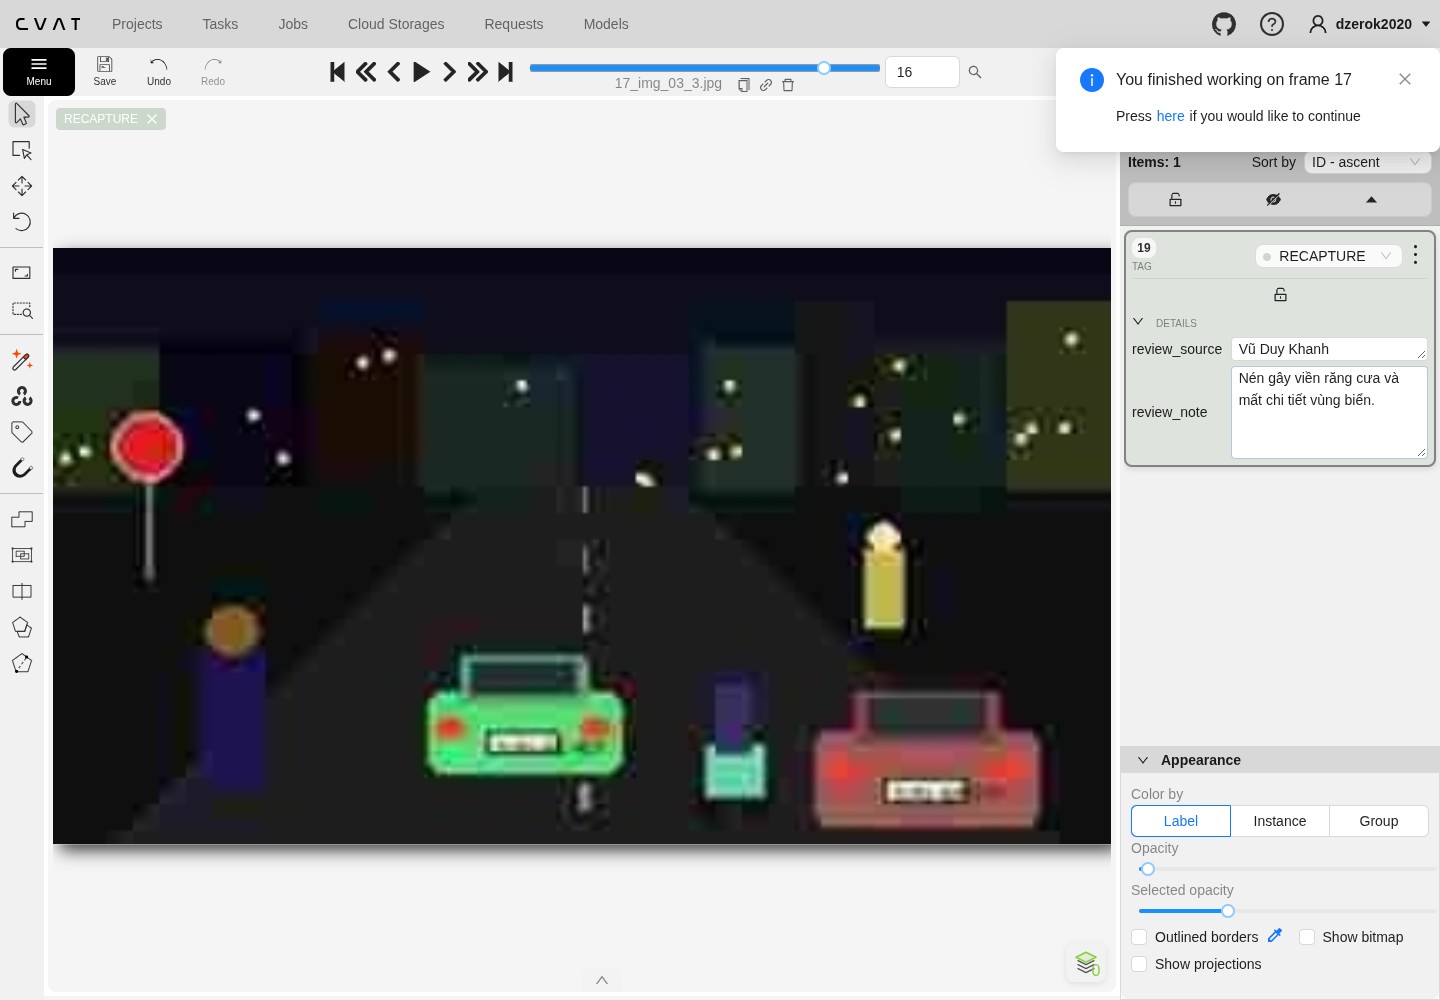 CVAT Projects Tasks Jobs Cloud Storages Requests Models dzerok2020
Menu Save Undo Redo
17_img_03_3.jpg
16
You finished working on frame 17
Press here if you would like to continue
RECAPTURE
Items: 1 Sort by ID - ascent
19
TAG
RECAPTURE
DETAILS
review_source Vũ Duy Khanh
review_note
Nén gây viền răng cưa và
mất chi tiết vùng biển.
Appearance
Color by
Label Instance Group
Opacity
Selected opacity
Outlined borders Show bitmap
Show projections
0